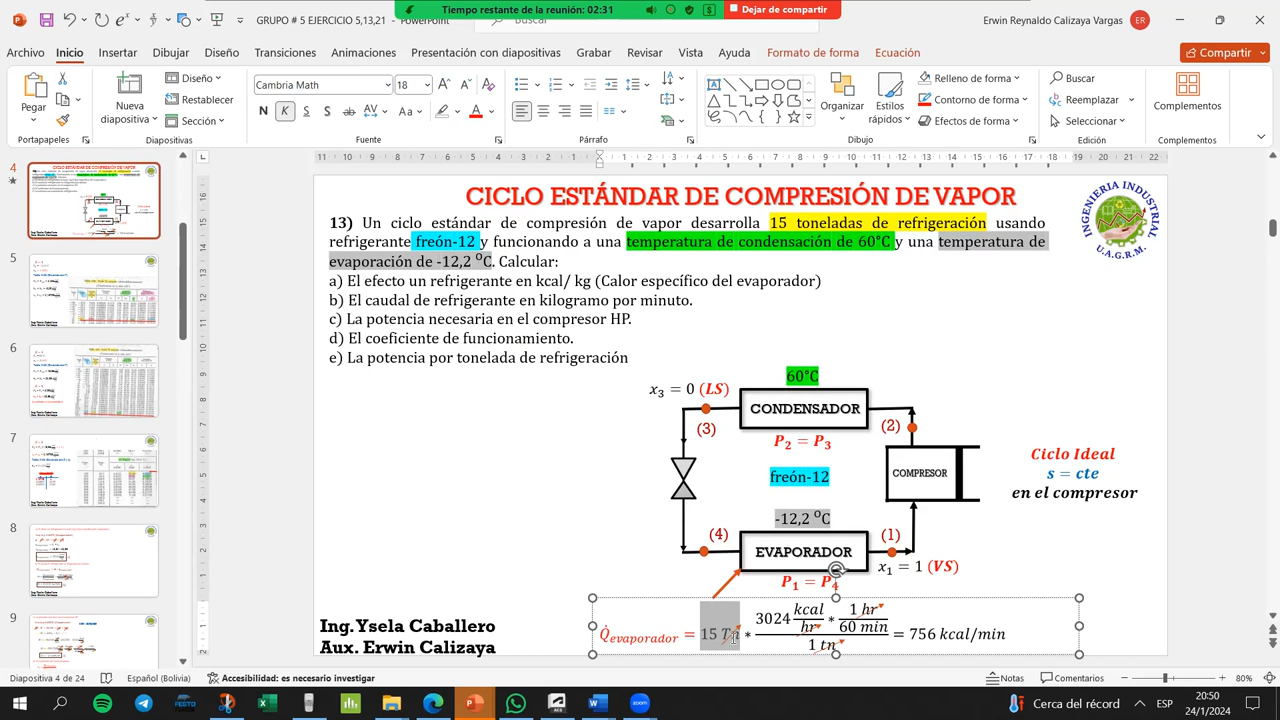 GRUPO # 5 EJERCICIO 5,13,21 - PowerPoint
Tiempo restante de la reunión: 02:31
Dejar de compartir
Buscar
Erwin Reynaldo Calizaya Vargas
ER
Archivo Inicio Insertar Dibujar Diseño Transiciones Animaciones Presentación con diapositivas Grabar Revisar Vista Ayuda Formato de forma Ecuación
Compartir
Pegar
Nueva diapositiva
Diseño
Restablecer
Sección
Cambria Math 18
N K S S ab AV Aa
Organizar
Estilos rápidos
Relleno de forma
Contorno de forma
Efectos de forma
Buscar
Reemplazar
Seleccionar
Complementos
Portapapeles Diapositivas Fuente Párrafo Dibujo Edición Complementos
4
6
7
8
CICLO ESTÁNDAR DE COMPRESIÓN DE VAPOR
INGENIERIA INDUSTRIAL
U.A.G.R.M.
13) Un ciclo estándar de compresión de vapor desarrolla 15 toneladas de refrigeración usando
refrigerante freón-12 y funcionando a una temperatura de condensación de 60°C y una temperatura de
evaporación de -12,2 ⁰C. Calcular:
a) El efecto un refrigerante en kcal/ kg (Calor específico del evaporador)
b) El caudal de refrigerante en kilogramo por minuto.
c) La potencia necesaria en el compresor HP.
d) El coeficiente de funcionamiento.
e) La potencia por tonelada de refrigeración
60°C
x₃ = 0 (LS)
CONDENSADOR
(3)
(2)
P₂ = P₃
freón-12
COMPRESOR
Ciclo Ideal
s = cte
en el compresor
-12,2 ⁰C
(4)
(1)
EVAPORADOR
x₁ = 1 (VS)
P₁ = P₄
Q̇evaporador = 15 Tn * 3024 kcal/hr * 1 hr/60 min / 1 tn = 756 kcal/min
Ing.Ysela Caballero
Aux. Erwin Calizaya
Diapositiva 4 de 24
Español (Bolivia)
Accesibilidad: es necesario investigar
Notas
Comentarios
80%
Cerca del récord
ESP
20:50
24/1/2024